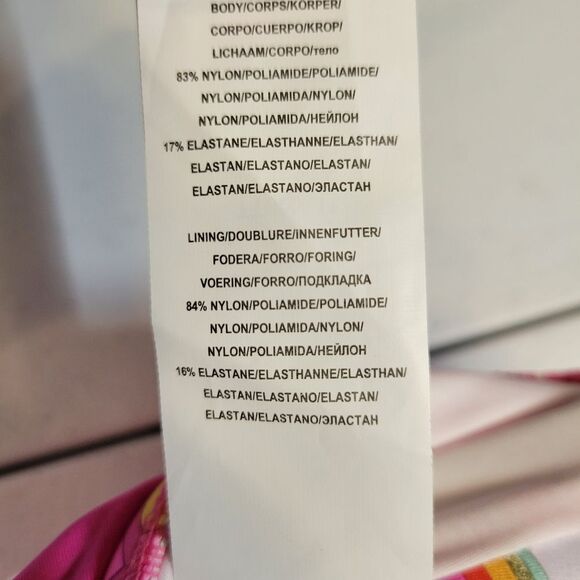 BODY/CORPS/KÖRPER/
CORPO/CUERPO/KROP/
LICHAAM/CORPO/тело
83% NYLON/POLIAMIDE/POLIAMIDE/
NYLON/POLIAMIDA/NYLON/
NYLON/POLIAMIDA/НЕЙЛОН
17% ELASTANE/ELASTHANNE/ELASTHAN/
ELASTAN/ELASTANO/ELASTAN/
ELASTAN/ELASTANO/ЭЛАСТАН
LINING/DOUBLURE/INNENFUTTER/
FODERA/FORRO/FORING/
VOERING/FORRO/ПОДКЛАДКА
84% NYLON/POLIAMIDE/POLIAMIDE/
NYLON/POLIAMIDA/NYLON/
NYLON/POLIAMIDA/НЕЙЛОН
16% ELASTANE/ELASTHANNE/ELASTHAN/
ELASTAN/ELASTANO/ELASTAN/
ELASTAN/ELASTANO/ЭЛАСТАН